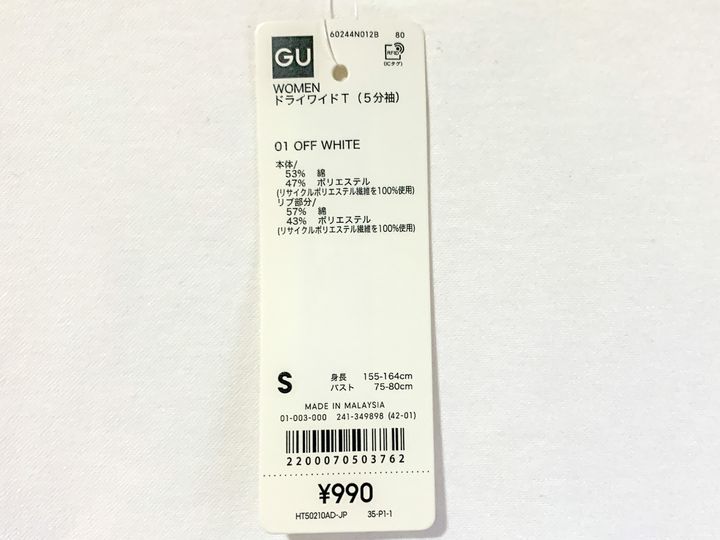 60244N012B 80
GU
RFID
(ICタグ)
WOMEN
ドライワイドT（5分袖）
01 OFF WHITE
本体/
53% 綿
47% ポリエステル
(リサイクルポリエステル繊維を100%使用)
リブ部分/
57% 綿
43% ポリエステル
(リサイクルポリエステル繊維を100%使用)
S 身長 155-164cm
バスト 75-80cm
MADE IN MALAYSIA
01-003-000 241-349898 (42-01)
2200070503762
¥990
HT50210AD-JP 35-P1-1